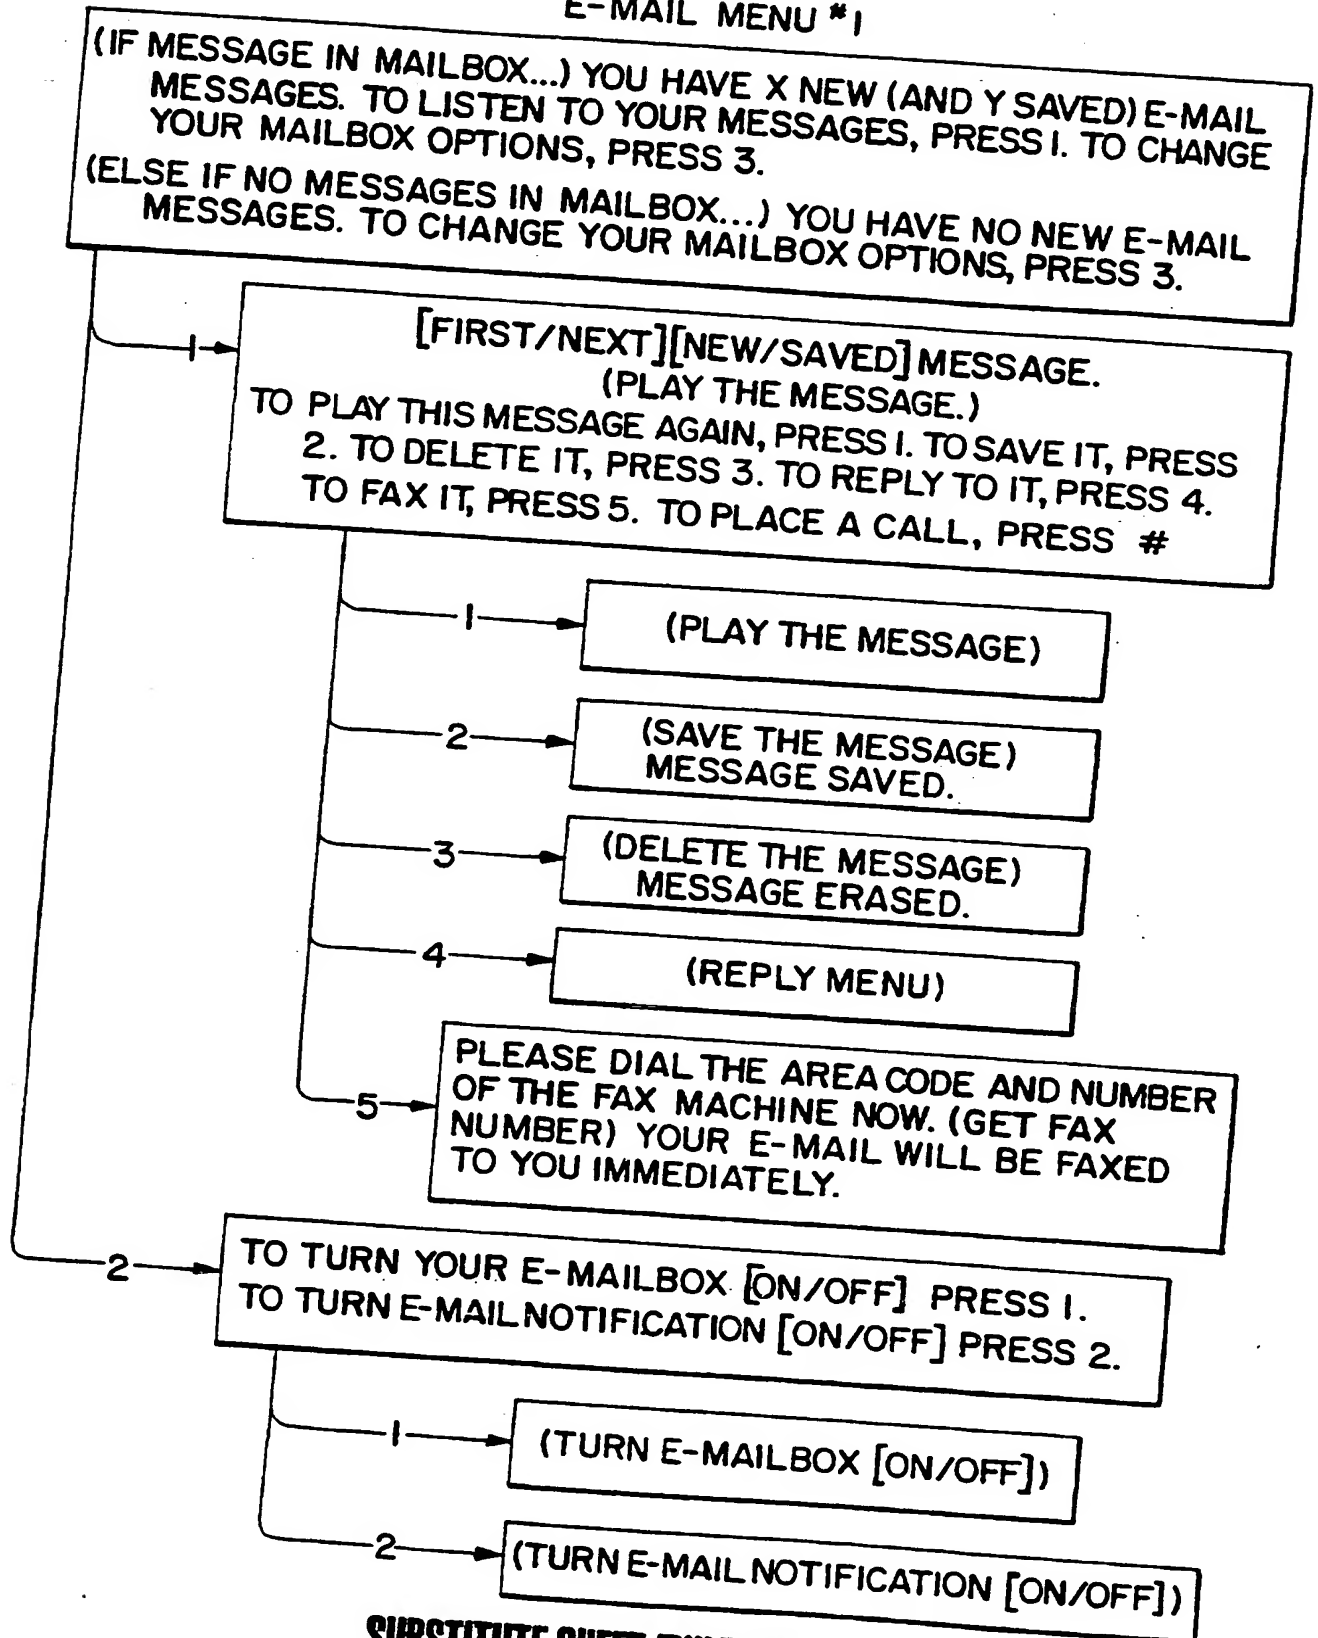 E-MAIL MENU #1
(IF MESSAGE IN MAILBOX...) YOU HAVE X NEW (AND Y SAVED) E-MAIL
MESSAGES. TO LISTEN TO YOUR MESSAGES, PRESS 1. TO CHANGE
YOUR MAILBOX OPTIONS, PRESS 3.
(ELSE IF NO MESSAGES IN MAILBOX...) YOU HAVE NO NEW E-MAIL
MESSAGES. TO CHANGE YOUR MAILBOX OPTIONS, PRESS 3.
1
[FIRST/NEXT][NEW/SAVED] MESSAGE.
(PLAY THE MESSAGE.)
TO PLAY THIS MESSAGE AGAIN, PRESS 1. TO SAVE IT, PRESS
2. TO DELETE IT, PRESS 3. TO REPLY TO IT, PRESS 4.
TO FAX IT, PRESS 5. TO PLACE A CALL, PRESS #
1
(PLAY THE MESSAGE)
2
(SAVE THE MESSAGE)
MESSAGE SAVED.
3
(DELETE THE MESSAGE)
MESSAGE ERASED.
4
(REPLY MENU)
5
PLEASE DIAL THE AREA CODE AND NUMBER
OF THE FAX MACHINE NOW. (GET FAX
NUMBER) YOUR E-MAIL WILL BE FAXED
TO YOU IMMEDIATELY.
2
TO TURN YOUR E-MAILBOX [ON/OFF] PRESS 1.
TO TURN E-MAIL NOTIFICATION [ON/OFF] PRESS 2.
1
(TURN E-MAILBOX [ON/OFF])
2
(TURN E-MAIL NOTIFICATION [ON/OFF])
SUBSTITUTE SHEET